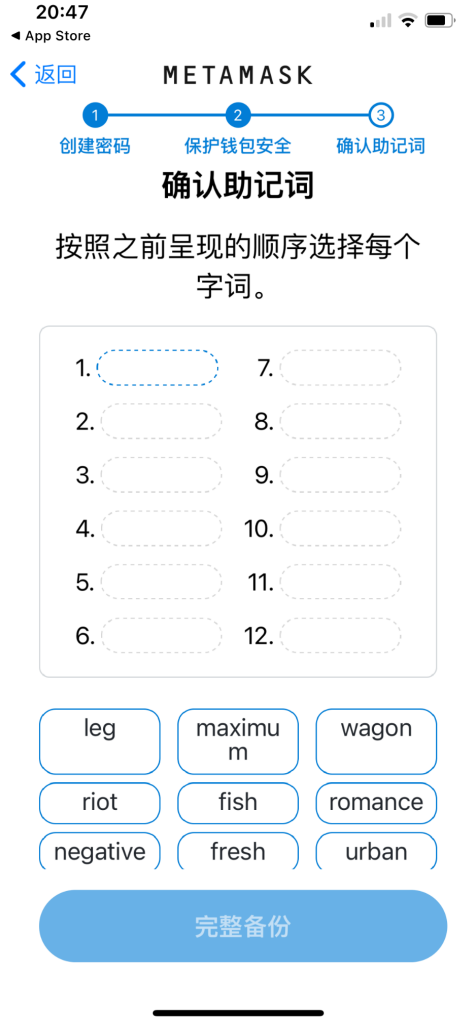 20:47
◀ App Store
返回
METAMASK
1 2 3
创建密码 保护钱包安全 确认助记词
确认助记词
按照之前呈现的顺序选择每个
字词。
1. 7.
2. 8.
3. 9.
4. 10.
5. 11.
6. 12.
leg maximu wagon
m
riot fish romance
negative fresh urban
完整备份